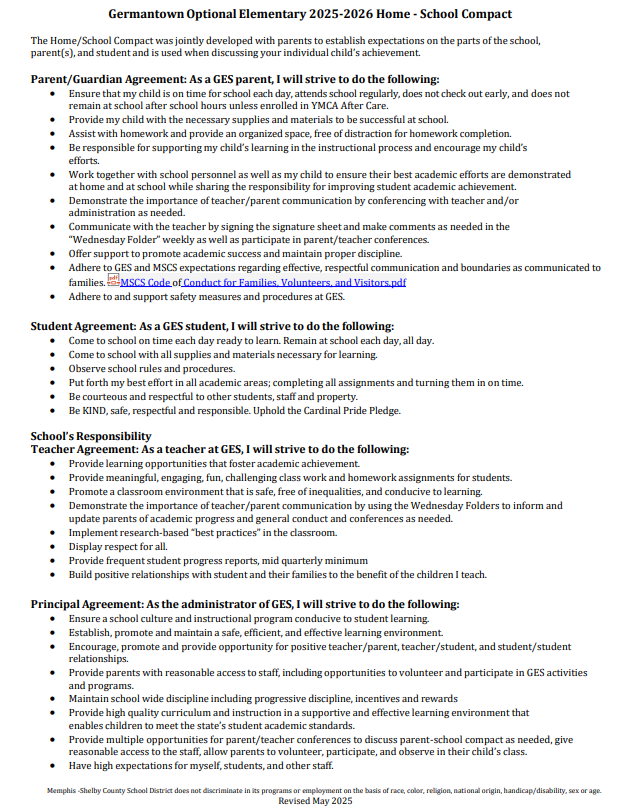 Germantown Optional Elementary 2025-2026 Home - School Compact
The Home/School Compact was jointly developed with parents to establish expectations on the parts of the school,
parent(s), and student and is used when discussing your individual child's achievement.
Parent/Guardian Agreement: As a GES parent, I will strive to do the following:
• Ensure that my child is on time for school each day, attends school regularly, does not check out early, and does not
remain at school after school hours unless enrolled in YMCA After Care.
• Provide my child with the necessary supplies and materials to be successful at school.
• Assist with homework and provide an organized space, free of distraction for homework completion.
• Be responsible for supporting my child's learning in the instructional process and encourage my child's
efforts.
• Work together with school personnel as well as my child to ensure their best academic efforts are demonstrated
at home and at school while sharing the responsibility for improving student academic achievement.
• Demonstrate the importance of teacher/parent communication by conferencing with teacher and/or
administration as needed.
• Communicate with the teacher by signing the signature sheet and make comments as needed in the
"Wednesday Folder" weekly as well as participate in parent/teacher conferences.
• Offer support to promote academic success and maintain proper discipline.
• Adhere to GES and MSCS expectations regarding effective, respectful communication and boundaries as communicated to
families. MSCS Code of Conduct for Families, Volunteers, and Visitors.pdf
• Adhere to and support safety measures and procedures at GES.
Student Agreement: As a GES student, I will strive to do the following:
• Come to school on time each day ready to learn. Remain at school each day, all day.
• Come to school with all supplies and materials necessary for learning.
• Observe school rules and procedures.
• Put forth my best effort in all academic areas; completing all assignments and turning them in on time.
• Be courteous and respectful to other students, staff and property.
• Be KIND, safe, respectful and responsible. Uphold the Cardinal Pride Pledge.
School's Responsibility
Teacher Agreement: As a teacher at GES, I will strive to do the following:
• Provide learning opportunities that foster academic achievement.
• Provide meaningful, engaging, fun, challenging class work and homework assignments for students.
• Promote a classroom environment that is safe, free of inequalities, and conducive to learning.
• Demonstrate the importance of teacher/parent communication by using the Wednesday Folders to inform and
update parents of academic progress and general conduct and conferences as needed.
• Implement research-based "best practices" in the classroom.
• Display respect for all.
• Provide frequent student progress reports, mid quarterly minimum
• Build positive relationships with student and their families to the benefit of the children I teach.
Principal Agreement: As the administrator of GES, I will strive to do the following:
• Ensure a school culture and instructional program conducive to student learning.
• Establish, promote and maintain a safe, efficient, and effective learning environment.
• Encourage, promote and provide opportunity for positive teacher/parent, teacher/student, and student/student
relationships.
• Provide parents with reasonable access to staff, including opportunities to volunteer and participate in GES activities
and programs.
• Maintain school wide discipline including progressive discipline, incentives and rewards
• Provide high quality curriculum and instruction in a supportive and effective learning environment that
enables children to meet the state's student academic standards.
• Provide multiple opportunities for parent/teacher conferences to discuss parent-school compact as needed, give
reasonable access to the staff, allow parents to volunteer, participate, and observe in their child's class.
• Have high expectations for myself, students, and other staff.
Memphis -Shelby County School District does not discriminate in its programs or employment on the basis of race, color, religion, national origin, handicap/disability, sex or age.
Revised May 2025